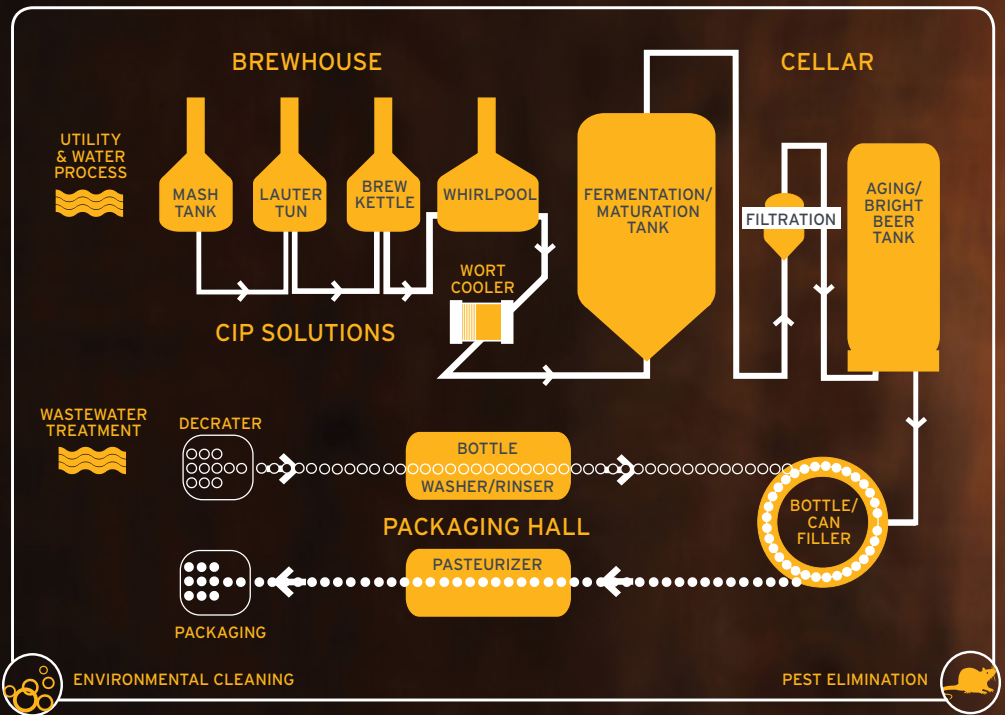 BREWHOUSE
CELLAR
UTILITY
& WATER
PROCESS
MASH
TANK
LAUTER
TUN
BREW
KETTLE
WHIRLPOOL
FERMENTATION/
MATURATION
TANK
FILTRATION
AGING/
BRIGHT
BEER
TANK
WORT
COOLER
CIP SOLUTIONS
WASTEWATER
TREATMENT
DECRATER
BOTTLE
WASHER/RINSER
BOTTLE/
CAN
FILLER
PACKAGING HALL
PASTEURIZER
PACKAGING
ENVIRONMENTAL CLEANING
PEST ELIMINATION